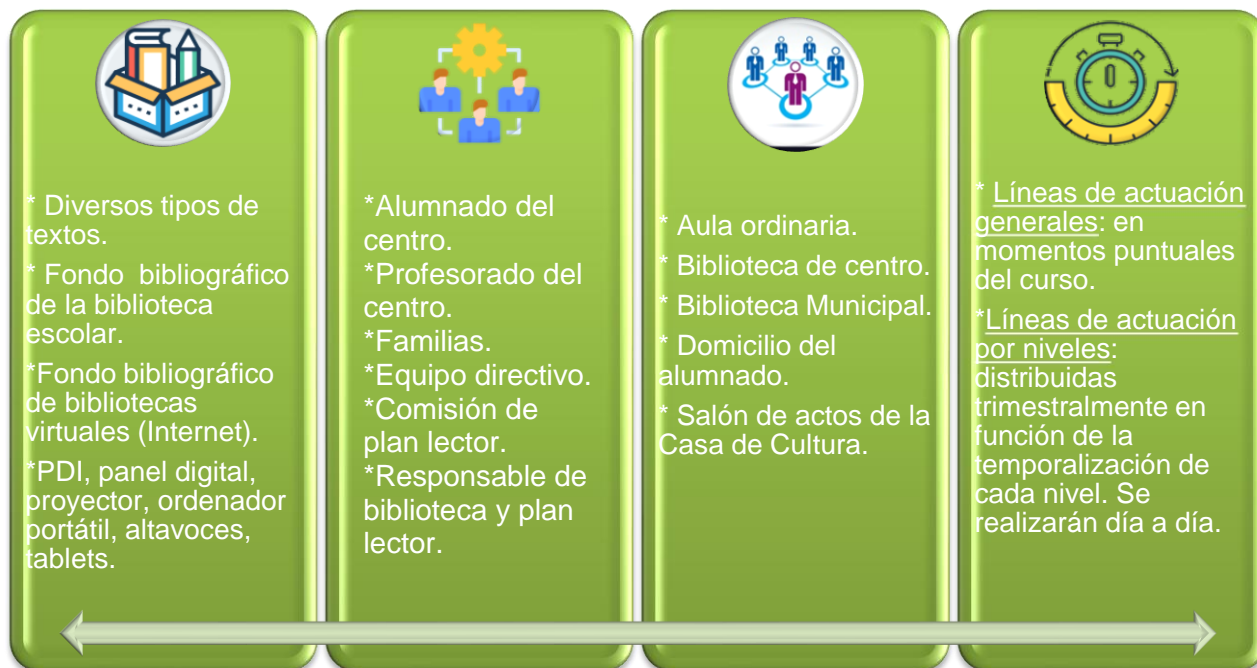 * Diversos tipos de
textos.
* Fondo bibliográfico
de la biblioteca
escolar.
*Fondo bibliográfico
de bibliotecas
virtuales (Internet).
*PDI, panel digital,
proyector, ordenador
portátil, altavoces,
tablets.
*Alumnado del
centro.
*Profesorado del
centro.
*Familias.
*Equipo directivo.
*Comisión de
plan lector.
*Responsable de
biblioteca y plan
lector.
* Aula ordinaria.
* Biblioteca de centro.
* Biblioteca Municipal.
* Domicilio del
alumnado.
* Salón de actos de la
Casa de Cultura.
* Líneas de actuación
generales: en
momentos puntuales
del curso.
*Líneas de actuación
por niveles:
distribuidas
trimestralmente en
función de la
temporalización de
cada nivel. Se
realizarán día a día.